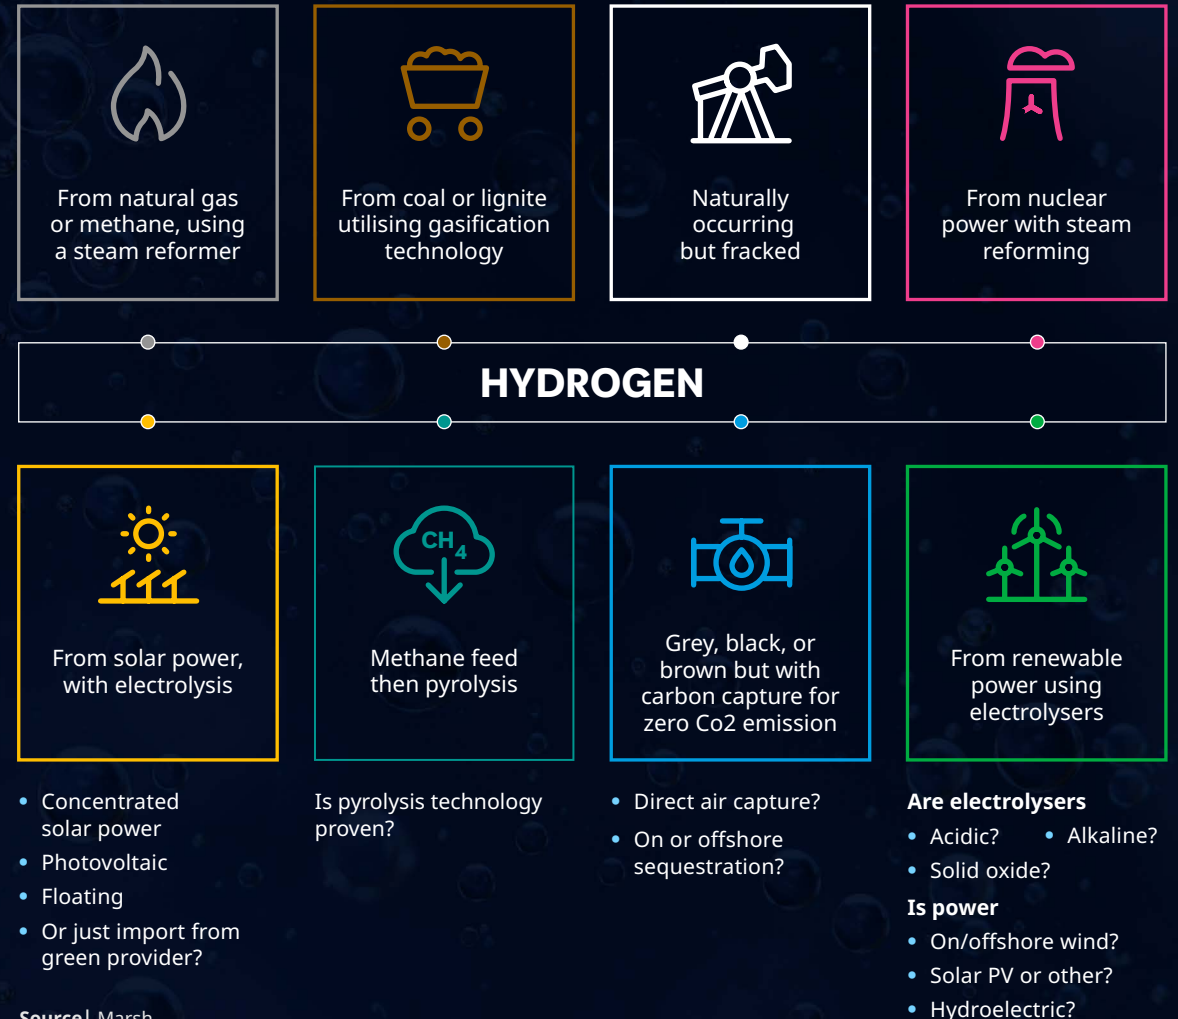 From natural gas
or methane, using
a steam reformer
From coal or lignite
utilising gasification
technology
Naturally
occurring
but fracked
From nuclear
power with steam
reforming
HYDROGEN
From solar power,
with electrolysis
CH4
Methane feed
then pyrolysis
Grey, black, or
brown but with
carbon capture for
zero Co2 emission
From renewable
power using
electrolysers
• Concentrated
solar power
• Photovoltaic
• Floating
• Or just import from
green provider?
Is pyrolysis technology
proven?
• Direct air capture?
• On or offshore
sequestration?
Are electrolysers
• Acidic? • Alkaline?
• Solid oxide?
Is power
• On/offshore wind?
• Solar PV or other?
• Hydroelectric?
Source| Marsh